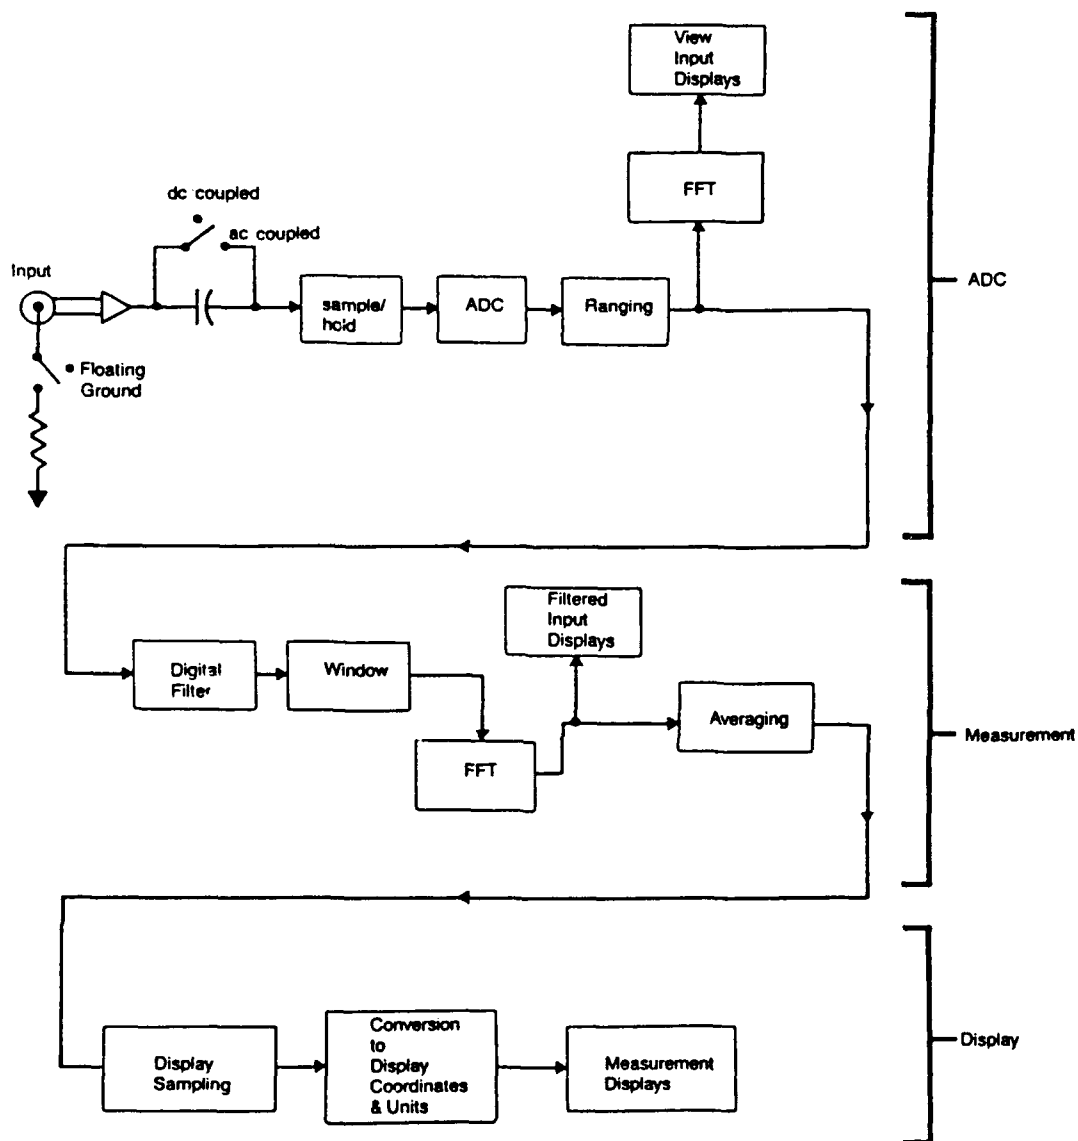 View
Input
Displays
FFT
dc coupled
ac coupled
Input
sample/
hold
ADC
Ranging
ADC
Floating
Ground
Filtered
Input
Displays
Digital
Filter
Window
FFT
Averaging
Measurement
Display
Sampling
Conversion
to
Display
Coordinates
& Units
Measurement
Displays
Display